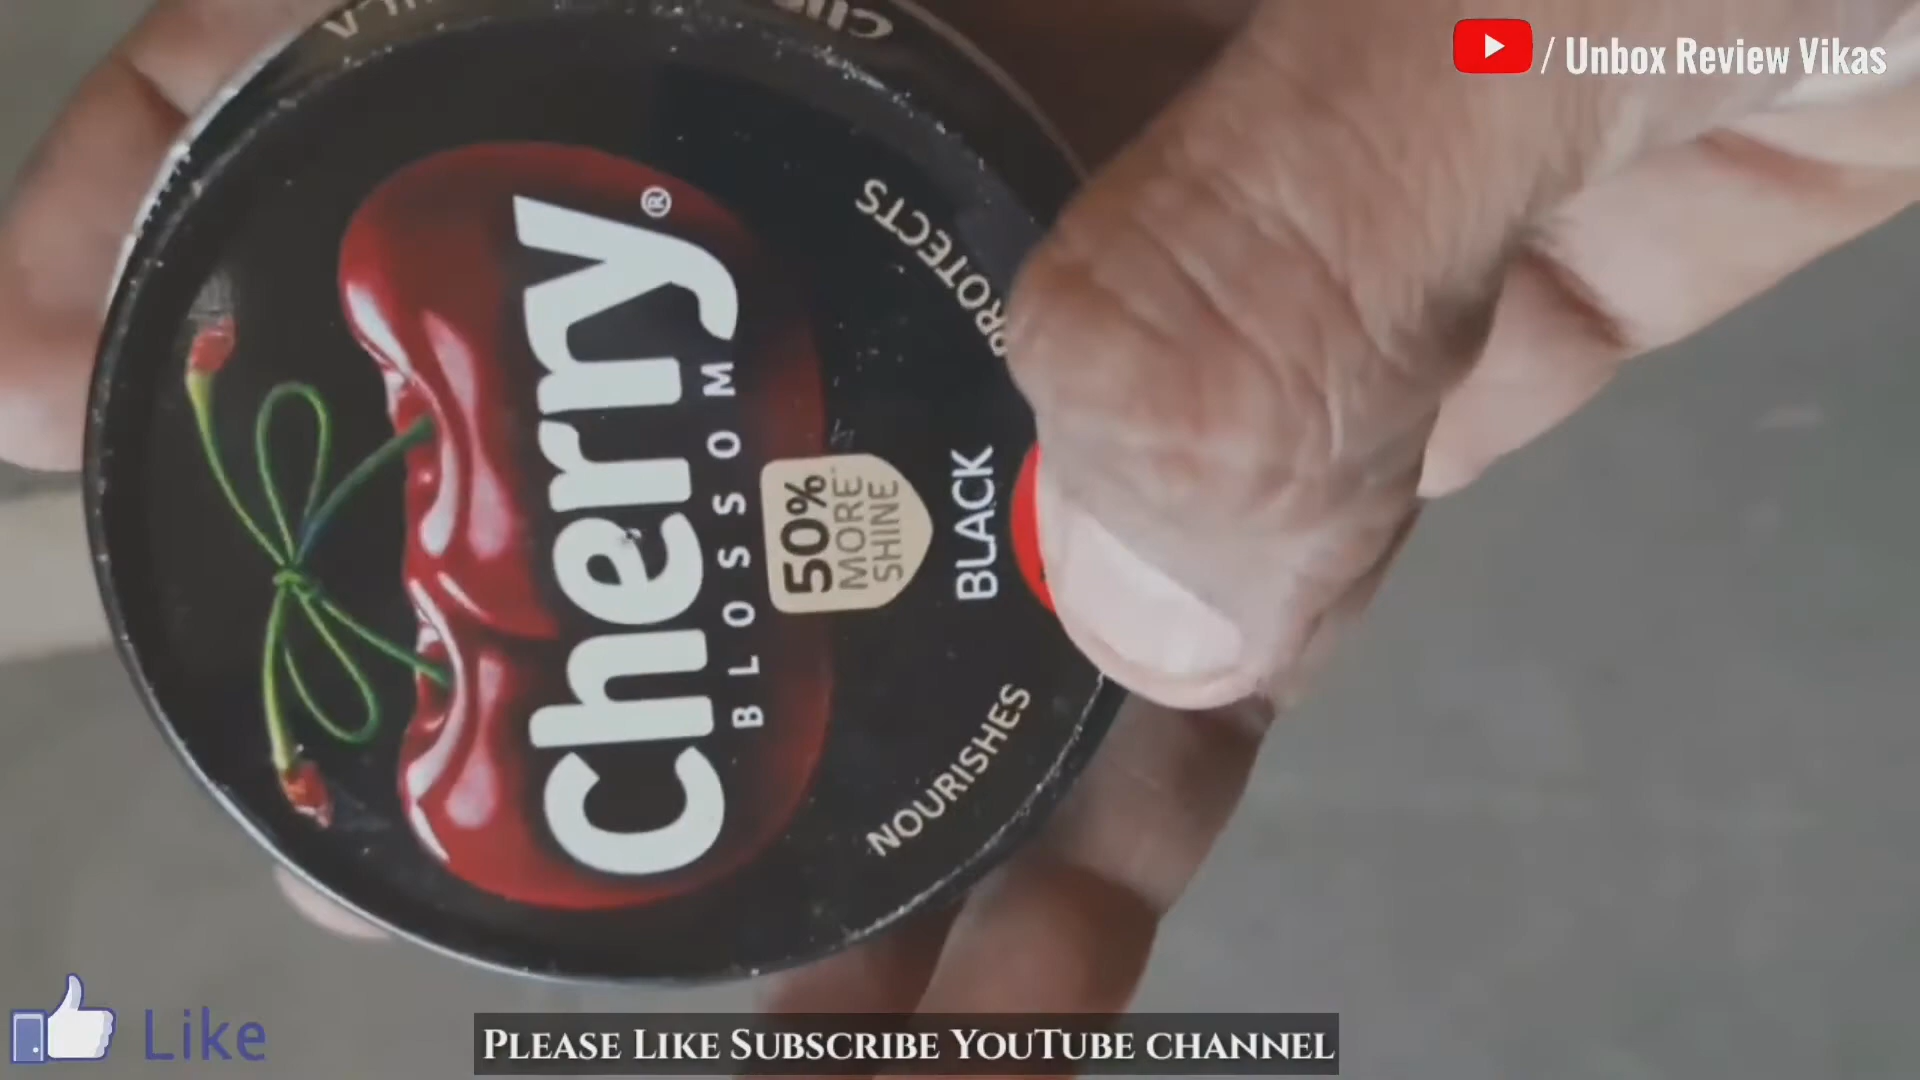 / Unbox Review Vikas
Cherry®
BLOSSOM
50%
MORE
SHINE
BLACK
NOURISHES
PROTECTS
Like
PLEASE LIKE SUBSCRIBE YOUTUBE CHANNEL